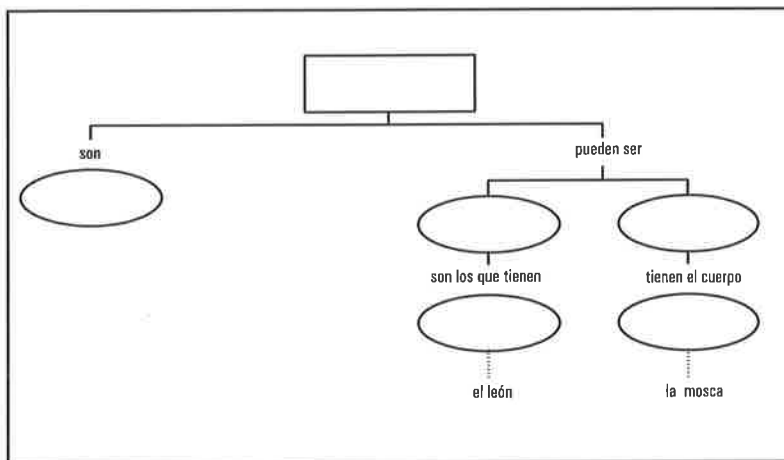 son
pueden ser
son los que tienen
tienen el cuerpo
el león
la mosca